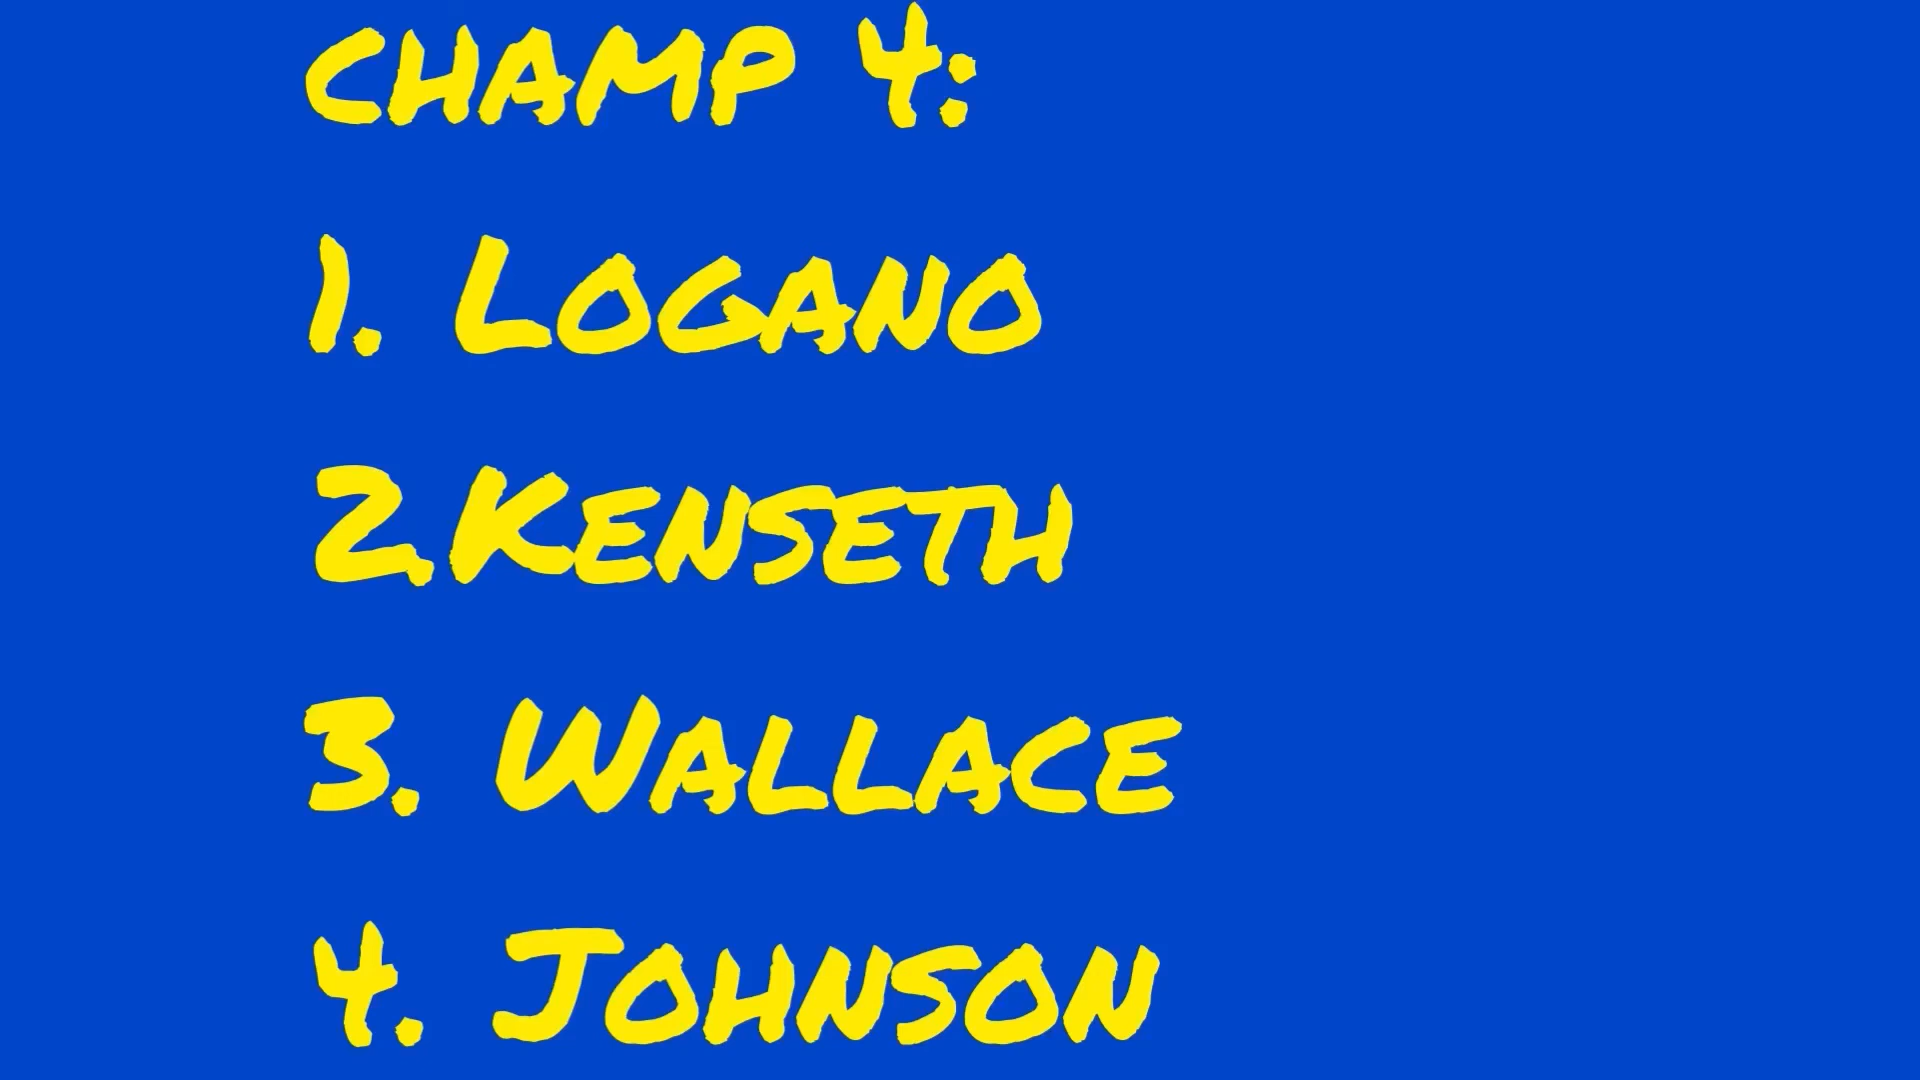 CHAMP 4:
1. LOGANO
2.KENSETH
3. WALLACE
4. JOHNSON